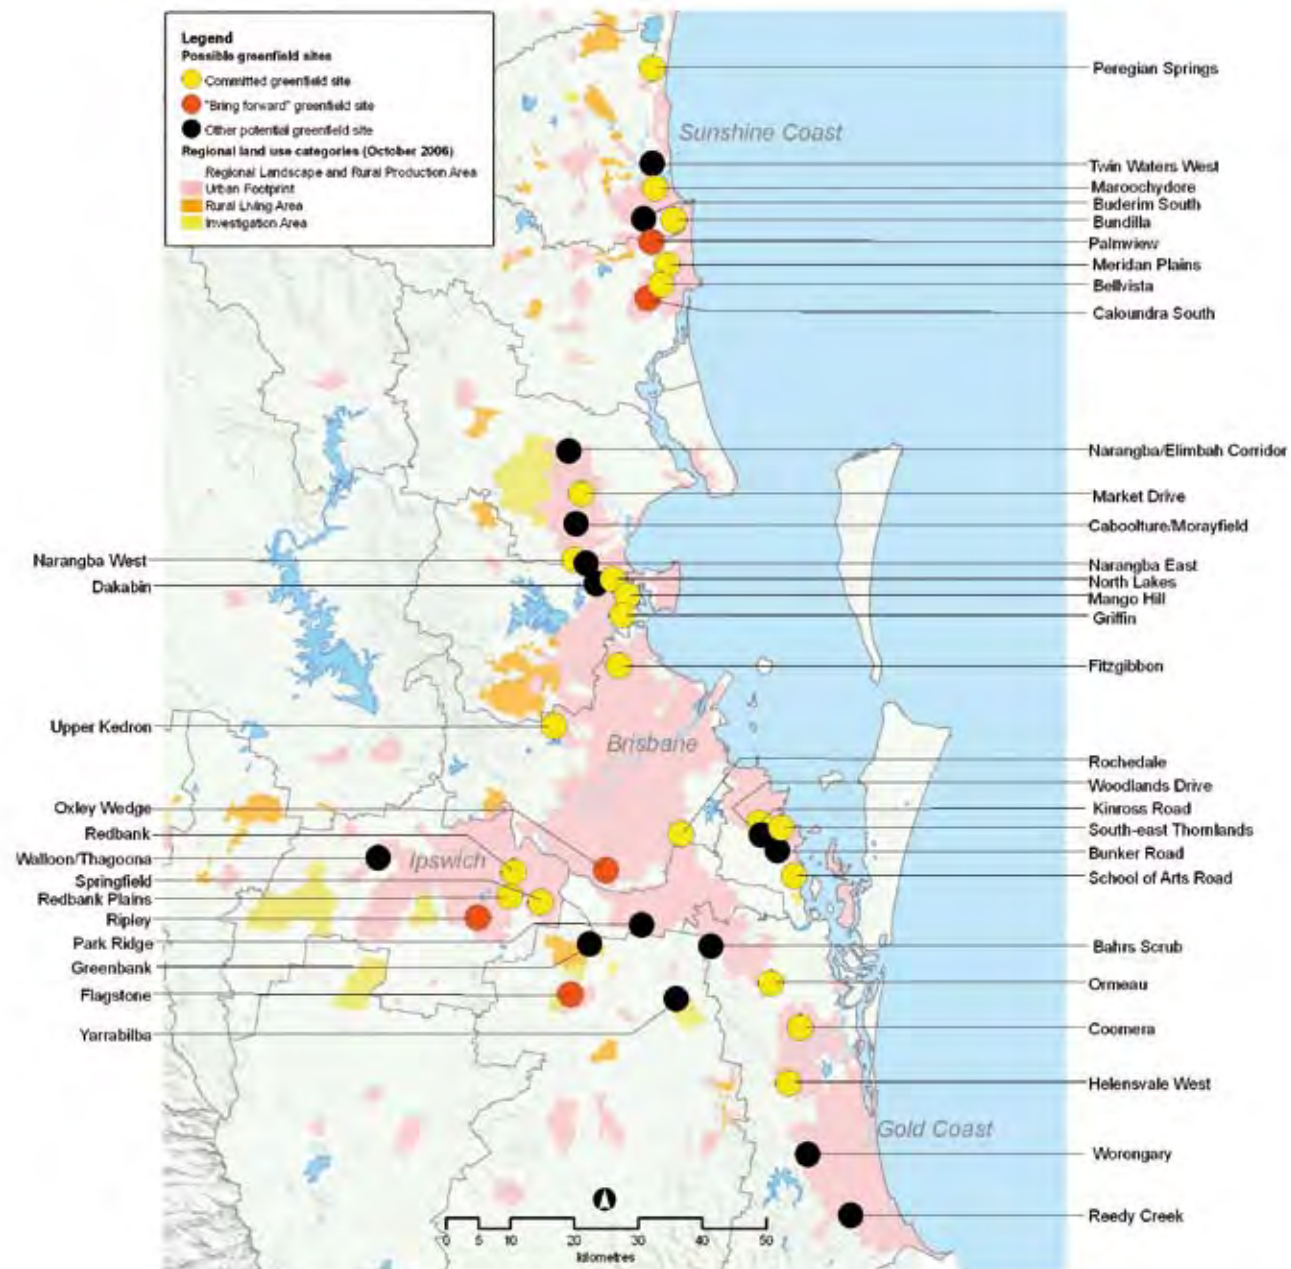 Legend
Possible greenfield sites
Committed greenfield site
"Bring forward" greenfield site
Other potential greenfield site
Regional land use categories (October 2006)
Regional Landscape and Rural Production Area
Urban Footprint
Rural Living Area
Investigation Area
Peregian Springs
Sunshine Coast
Twin Waters West
Maroochydore
Buderim South
Bundilla
Palmview
Meridan Plains
Bellvista
Caloundra South
Narangba/Elimbah Corridor
Market Drive
Caboolture/Morayfield
Narangba West
Narangba East
Dakabin
North Lakes
Mango Hill
Griffin
Fitzgibbon
Upper Kedron
Brisbane
Rochedale
Woodlands Drive
Oxley Wedge
Kinross Road
Redbank
South-east Thornlands
Walloon/Thagoona
Ipswich
Bunker Road
Springfield
School of Arts Road
Redbank Plains
Ripley
Park Ridge
Bahrs Scrub
Greenbank
Ormeau
Flagstone
Coomera
Yarrabilba
Helensvale West
Gold Coast
Worongary
Reedy Creek
0 5 10 20 30 40 50
kilometres